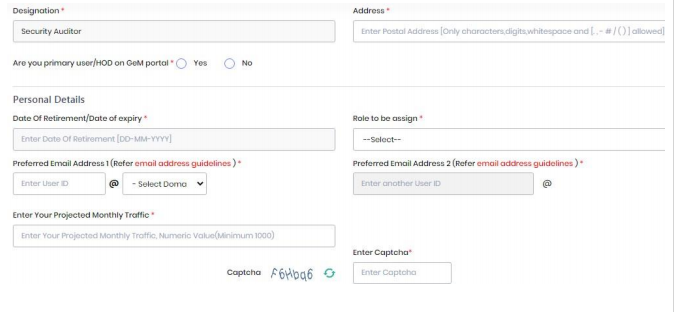 Designation *
Address *
Security Auditor
Enter Postal Address [Only characters,digits,whitespace and [, . - # / ( ) ] allowed]
Are you primary user/HOD on GeM portal * Yes No
Personal Details
Date Of Retirement/Date of expiry *
Role to be assign *
Enter Date Of Retirement [DD-MM-YYYY]
--Select--
Preferred Email Address 1 (Refer email address guidelines ) *
Preferred Email Address 2 (Refer email address guidelines ) *
Enter User ID @ - Select Doma
Enter another User ID @
Enter Your Projected Monthly Traffic *
Enter Your Projected Monthly Traffic, Numeric Value(Minimum 1000)
Enter Captcha*
Captcha F6Hbq6
Enter Captcha